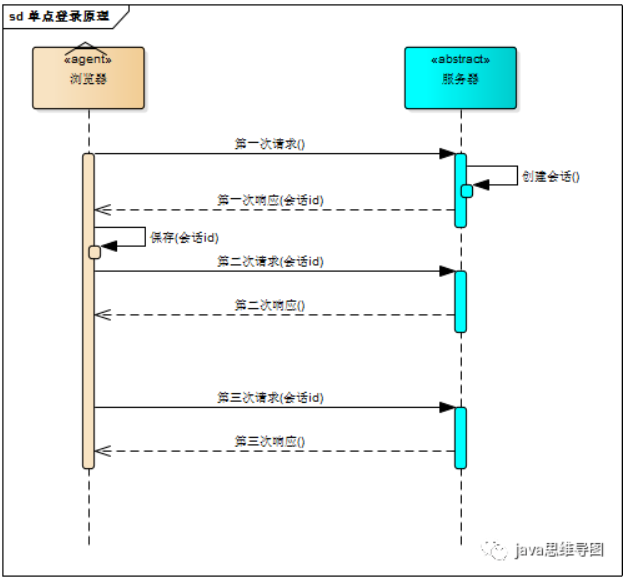 sd 单点登录原理
«agent»
浏览器
«abstract»
服务器
第一次请求()
创建会话()
第一次响应(会话id)
保存(会话id)
第二次请求(会话id)
第二次响应()
第三次请求(会话id)
第三次响应()
java思维导图